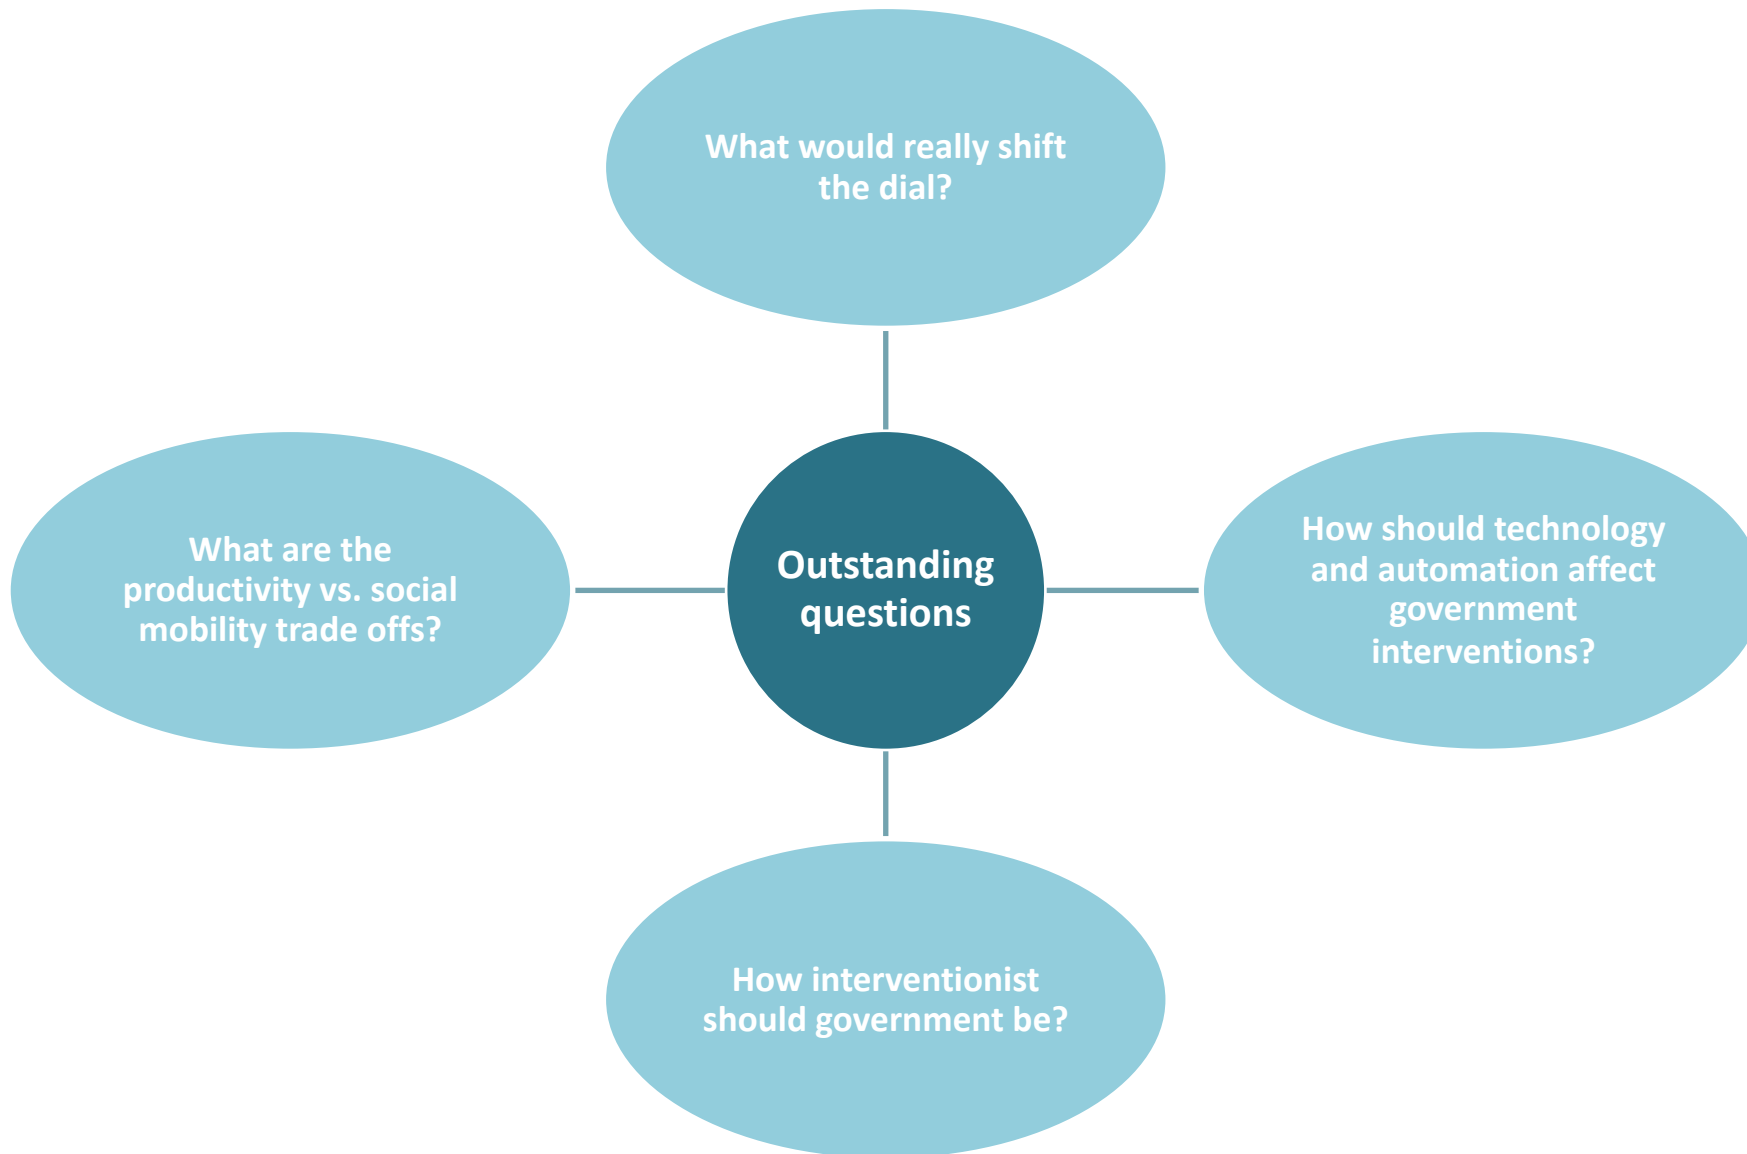 What would really shift
the dial?
What are the
productivity vs. social
mobility trade offs?
Outstanding
questions
How should technology
and automation affect
government
interventions?
How interventionist
should government be?